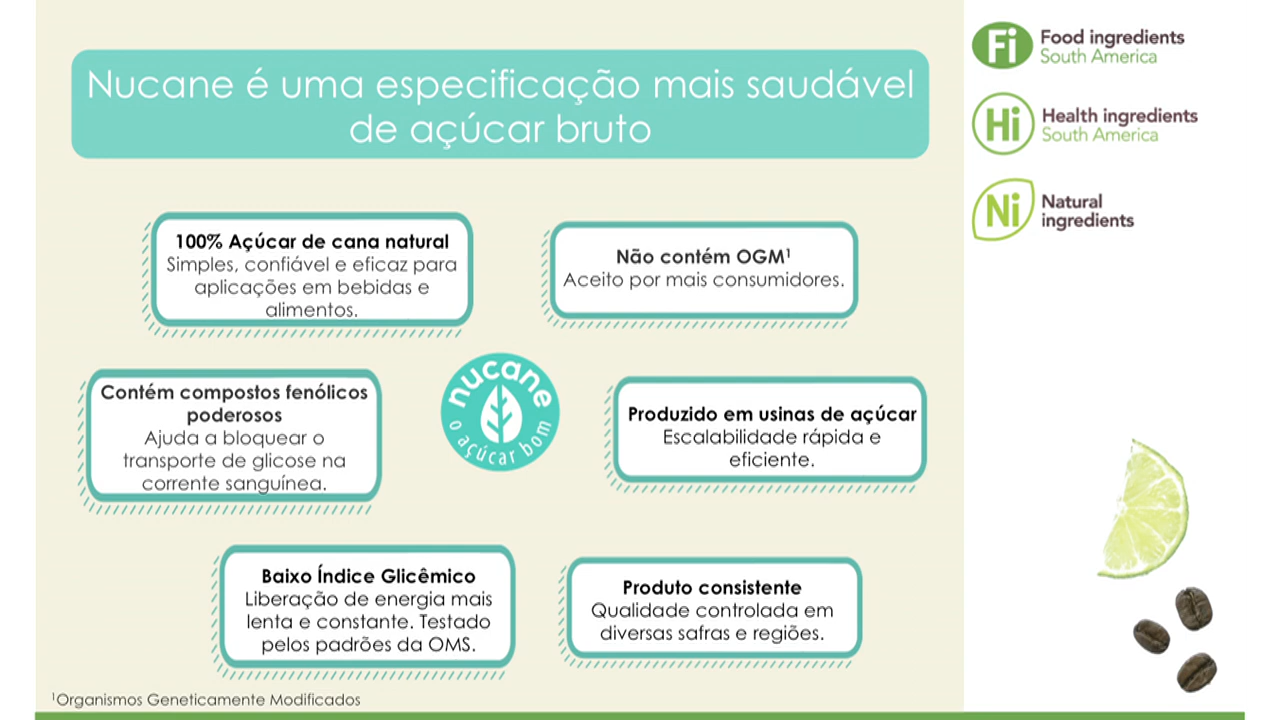 Nucane é uma especificação mais saudável
de açúcar bruto
100% Açúcar de cana natural
Simples, confiável e eficaz para
aplicações em bebidas e
alimentos.
Não contém OGM¹
Aceito por mais consumidores.
Contém compostos fenólicos
poderosos
Ajuda a bloquear o
transporte de glicose na
corrente sanguínea.
nucane
o açúcar bom
Produzido em usinas de açúcar
Escalabilidade rápida e
eficiente.
Baixo Índice Glicêmico
Liberação de energia mais
lenta e constante. Testado
pelos padrões da OMS.
Produto consistente
Qualidade controlada em
diversas safras e regiões.
¹Organismos Geneticamente Modificados
Fi
Food ingredients
South America
Hi
Health ingredients
South America
Ni
Natural
ingredients